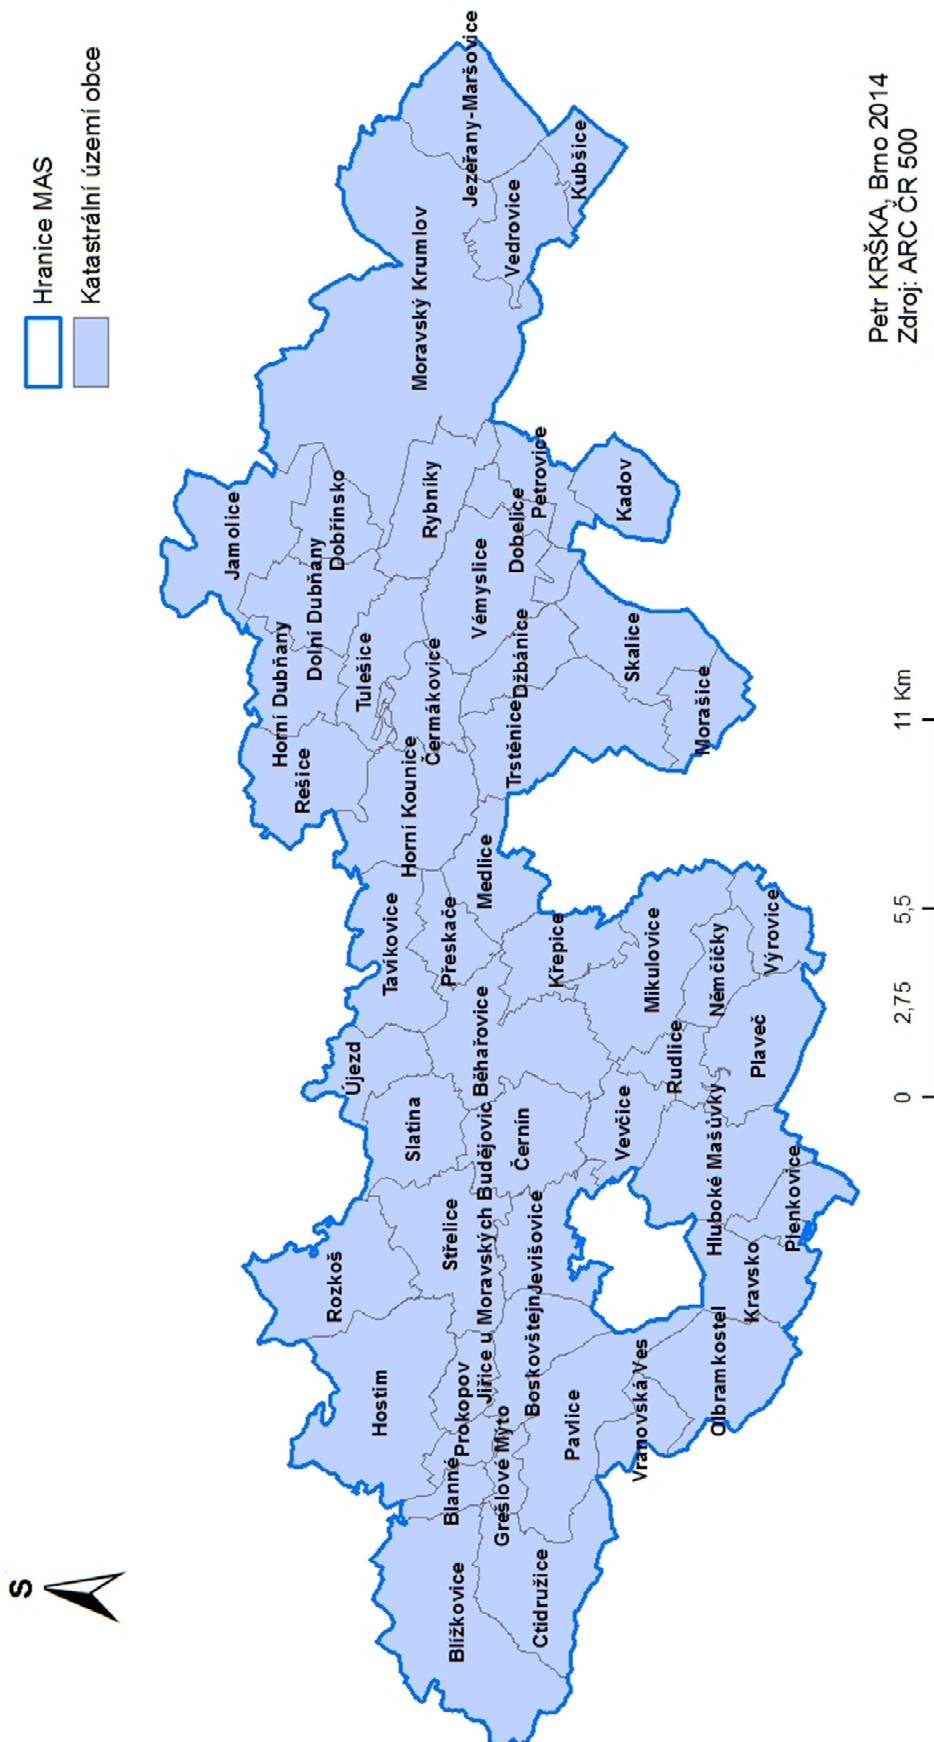 S
Hranice MAS
Katastrální území obce
Jezeřany-Maršovice
Kubšice
Vedrovice
Moravský Krumlov
Jamolice
Dobřínsko
Rybníky
Petrovice
Kadov
Dolní Dubňany
Dobelice
Horní Dubňany
Vémyslice
Tulešice
Džbánice
Skalice
Rešice
Čermákovice
Trstěnice
Morašice
Horní Kounice
Medlice
Tavíkovice
Přeskače
Křepice
Mikulovice
Němčičky
Výrovice
Újezd
Běhařovice
Rudlice
Plaveč
Slatina
Černín
Vevčice
Hluboké Mašůvky
Plenkovice
Rozkoš
Střelice
Jiřice u Moravských Budějovic
Jevišovice
Kravsko
Hostim
Boskovštejn
Olbramkostel
Prokopov
Vranovská Ves
Blanné
Grešlové Mýto
Pavlice
Blížkovice
Ctidružice
0 2,75 5,5 11 Km
Petr KRŠKA, Brno 2014
Zdroj: ARC ČR 500